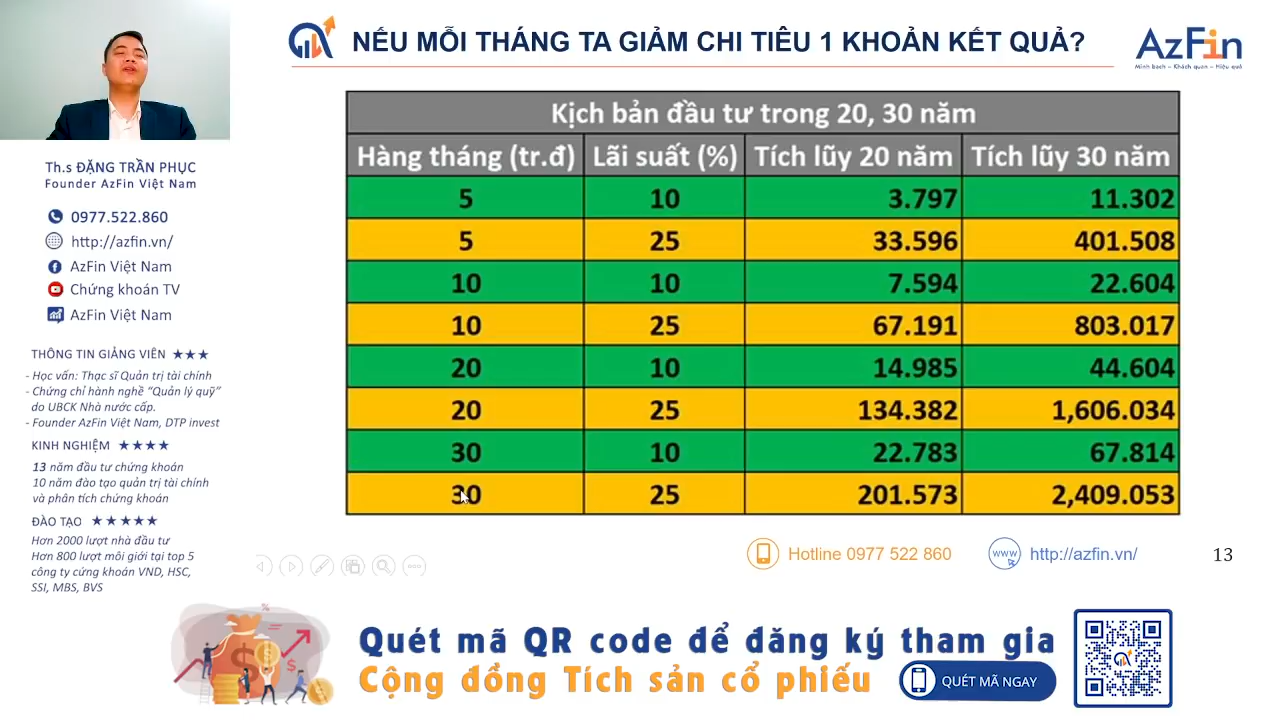 NẾU MỖI THÁNG TA GIẢM CHI TIÊU 1 KHOẢN KẾT QUẢ?
AzFin
Minh bạch – Khách quan – Hiệu quả
Th.s ĐẶNG TRẦN PHỤC
Founder AzFin Việt Nam
0977.522.860
http://azfin.vn/
AzFin Việt Nam
Chứng khoán TV
AzFin Việt Nam
THÔNG TIN GIẢNG VIÊN ★★★
- Học vấn: Thạc sĩ Quản trị tài chính
- Chứng chỉ hành nghề “Quản lý quỹ”
do UBCK Nhà nước cấp.
- Founder AzFin Việt Nam, DTP invest
KINH NGHIỆM ★★★★
13 năm đầu tư chứng khoán
10 năm đào tạo quản trị tài chính
và phân tích chứng khoán
ĐÀO TẠO ★★★★★
Hơn 2000 lượt nhà đầu tư
Hơn 800 lượt môi giới tại top 5
công ty cứng khoán VND, HSC,
SSI, MBS, BVS
Kịch bản đầu tư trong 20, 30 năm
Hàng tháng (tr.đ) Lãi suất (%) Tích lũy 20 năm Tích lũy 30 năm
5 10 3.797 11.302
5 25 33.596 401.508
10 10 7.594 22.604
10 25 67.191 803.017
20 10 14.985 44.604
20 25 134.382 1,606.034
30 10 22.783 67.814
30 25 201.573 2,409.053
Hotline 0977 522 860 www http://azfin.vn/ 13
Quét mã QR code để đăng ký tham gia
Cộng đồng Tích sản cổ phiếu
QUÉT MÃ NGAY